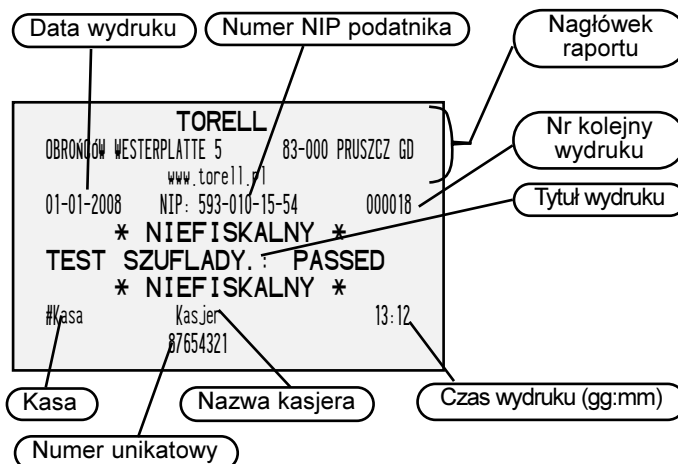 Data wydruku
Numer NIP podatnika
Nagłówek
raportu
TORELL
OBROŃCÓW WESTERPLATTE 5 83-000 PRUSZCZ GD
www.torell.pl
Nr kolejny
wydruku
01-01-2008 NIP: 593-010-15-54 000018
Tytuł wydruku
* NIEFISKALNY *
TEST SZUFLADY.: PASSED
* NIEFISKALNY *
#Kasa Kasjer 13:12
87654321
Kasa
Nazwa kasjera
Czas wydruku (gg:mm)
Numer unikatowy